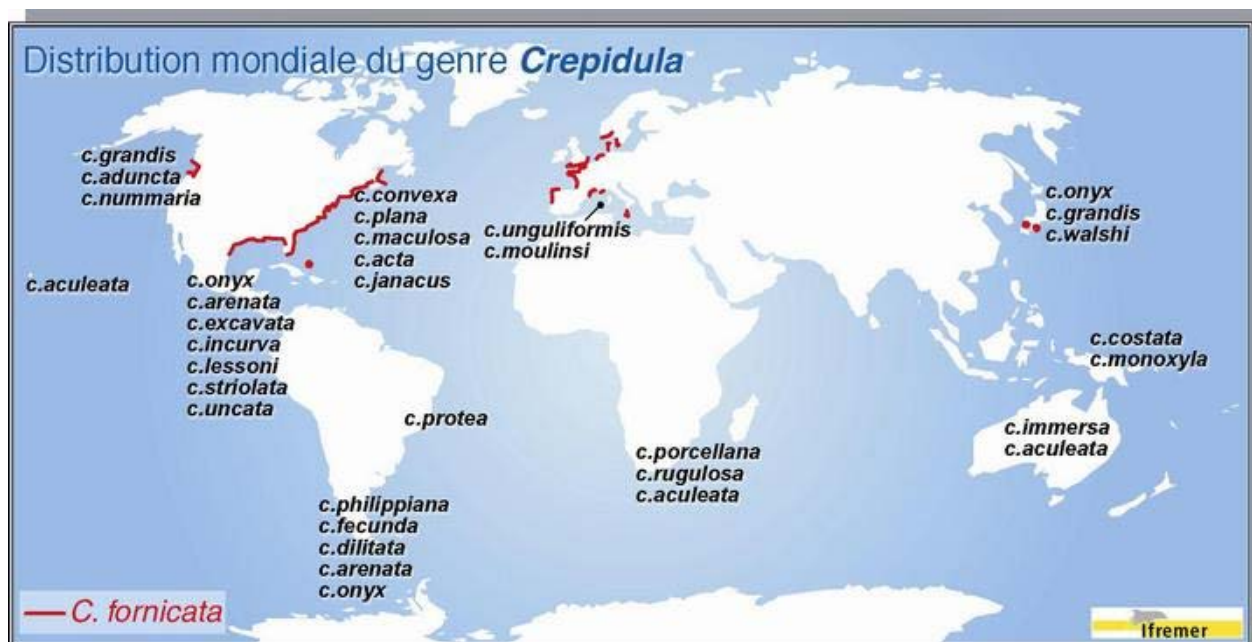 Distribution mondiale du genre Crepidula
c.grandis
c.aduncta
c.nummaria
c.convexa
c.plana
c.maculosa
c.acta
c.janacus
c.unguliformis
c.moulinsi
c.onyx
c.grandis
c.walshi
c.aculeata
c.onyx
c.arenata
c.excavata
c.incurva
c.lessoni
c.striolata
c.uncata
c.costata
c.monoxyla
c.protea
c.immersa
c.aculeata
c.porcellana
c.rugulosa
c.aculeata
c.philippiana
c.fecunda
c.dilitata
c.arenata
c.onyx
C. fornicata
Ifremer